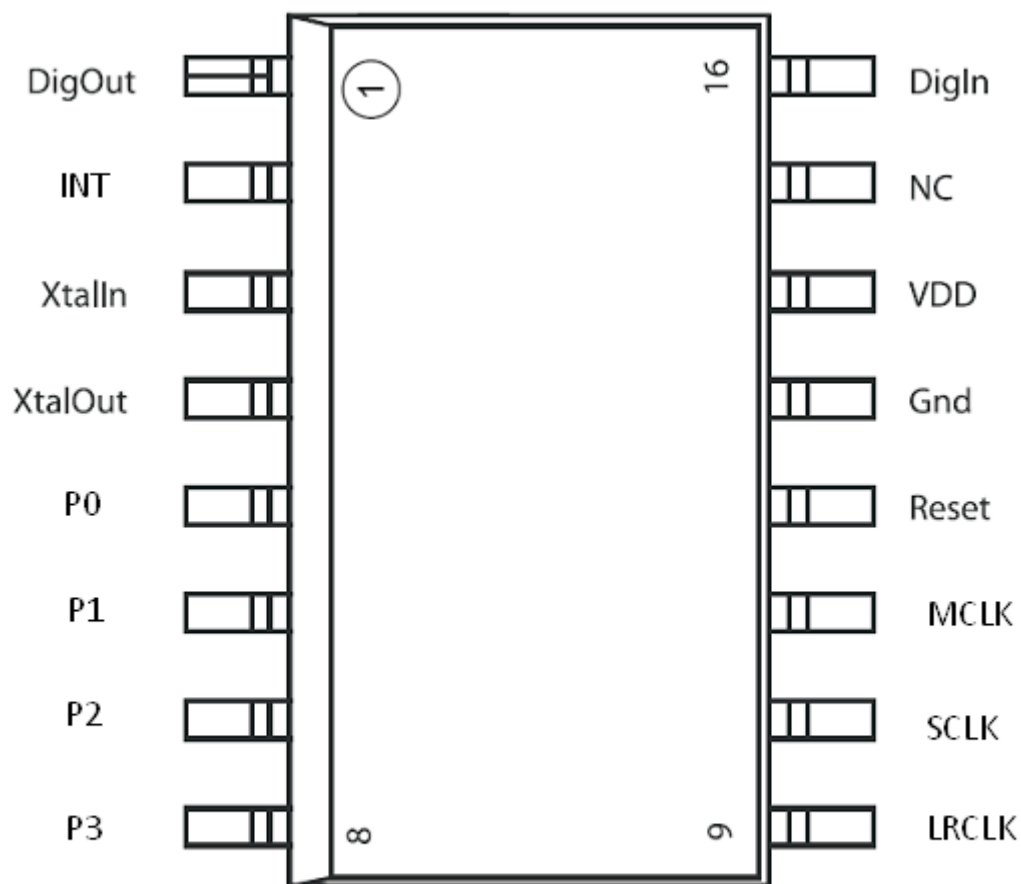 DigOut 1 16 DigIn
INT NC
XtalIn VDD
XtalOut Gnd
P0 Reset
P1 MCLK
P2 SCLK
P3 8 9 LRCLK